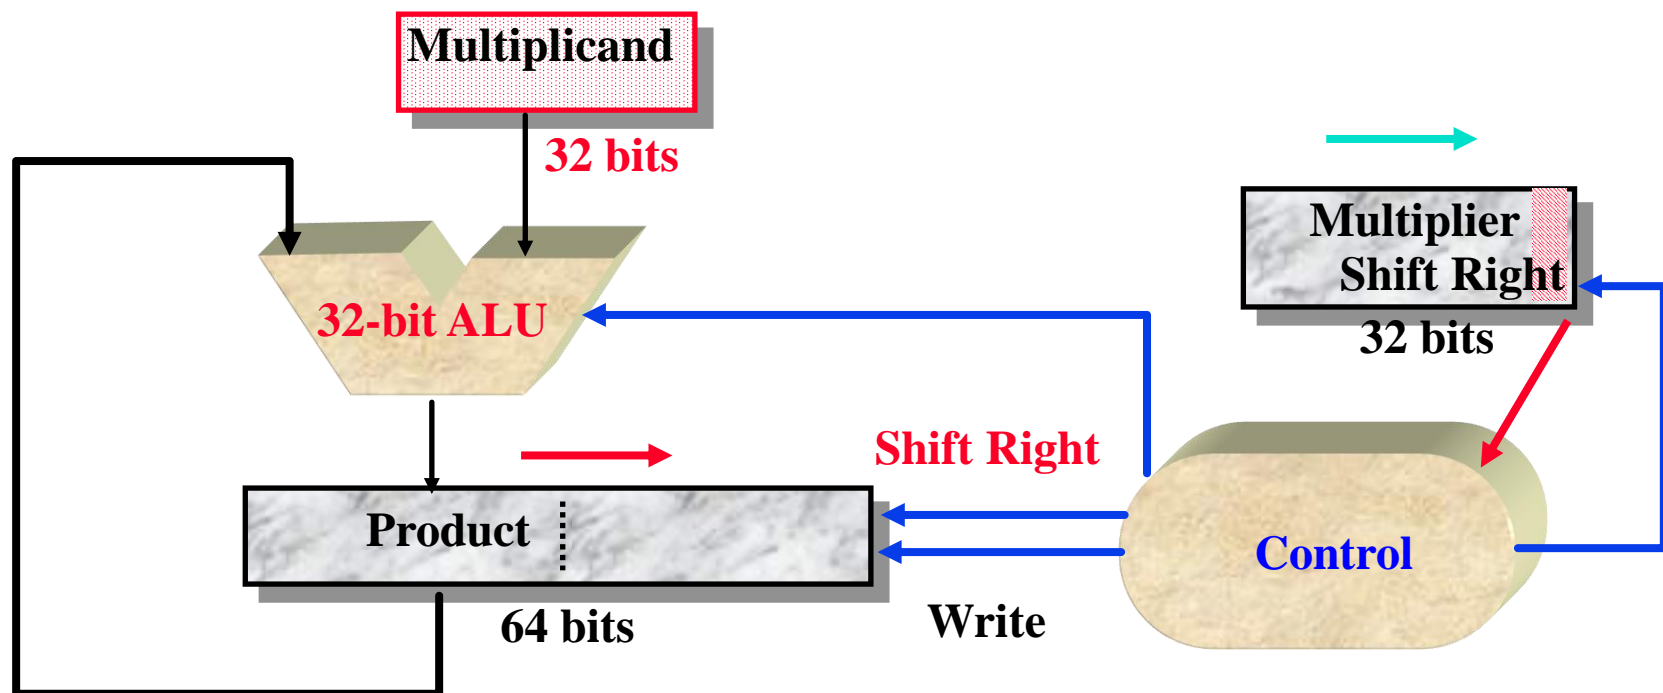 Multiplicand
32 bits
Multiplier
Shift Right
32-bit ALU
32 bits
Shift Right
Product
Control
64 bits
Write